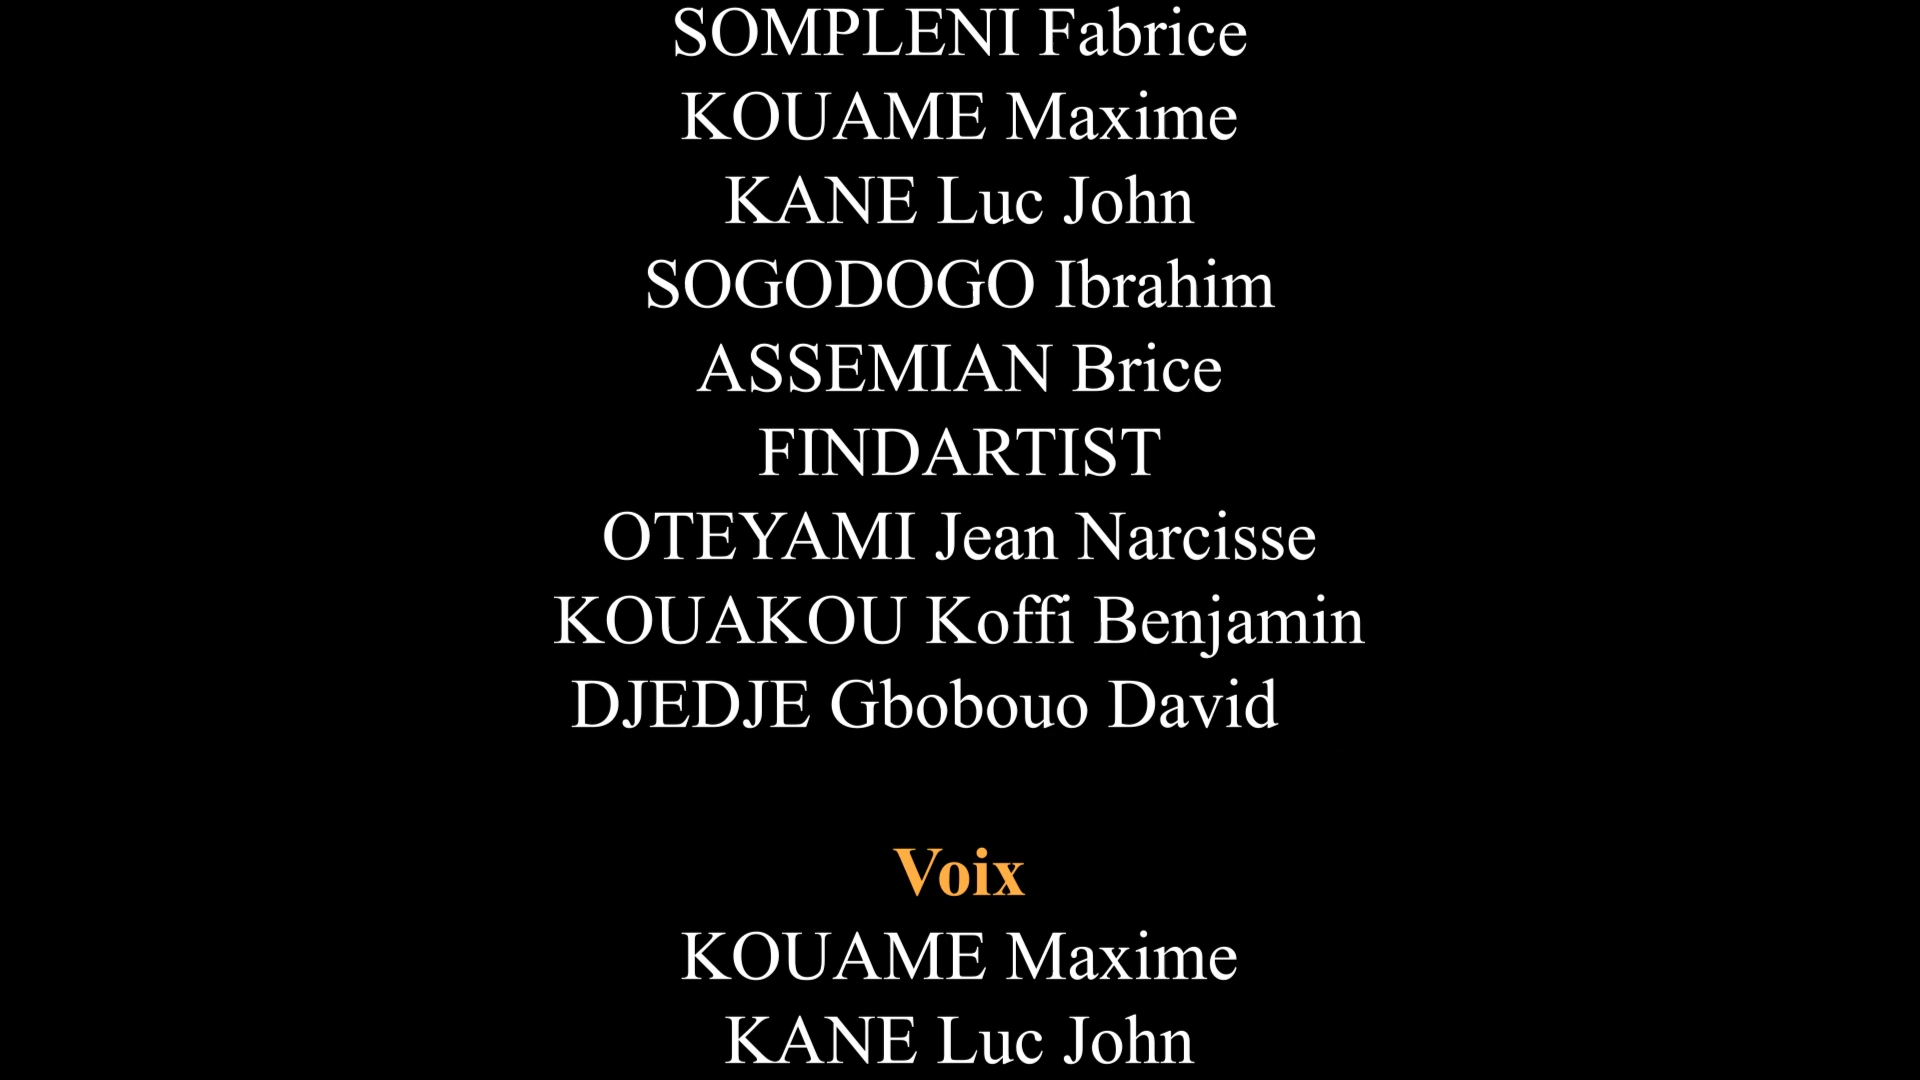 SOMPLENI Fabrice
KOUAME Maxime
KANE Luc John
SOGODOGO Ibrahim
ASSEMIAN Brice
FINDARTIST
OTEYAMI Jean Narcisse
KOUAKOU Koffi Benjamin
DJEDJE Gbobouo David
Voix
KOUAME Maxime
KANE Luc John